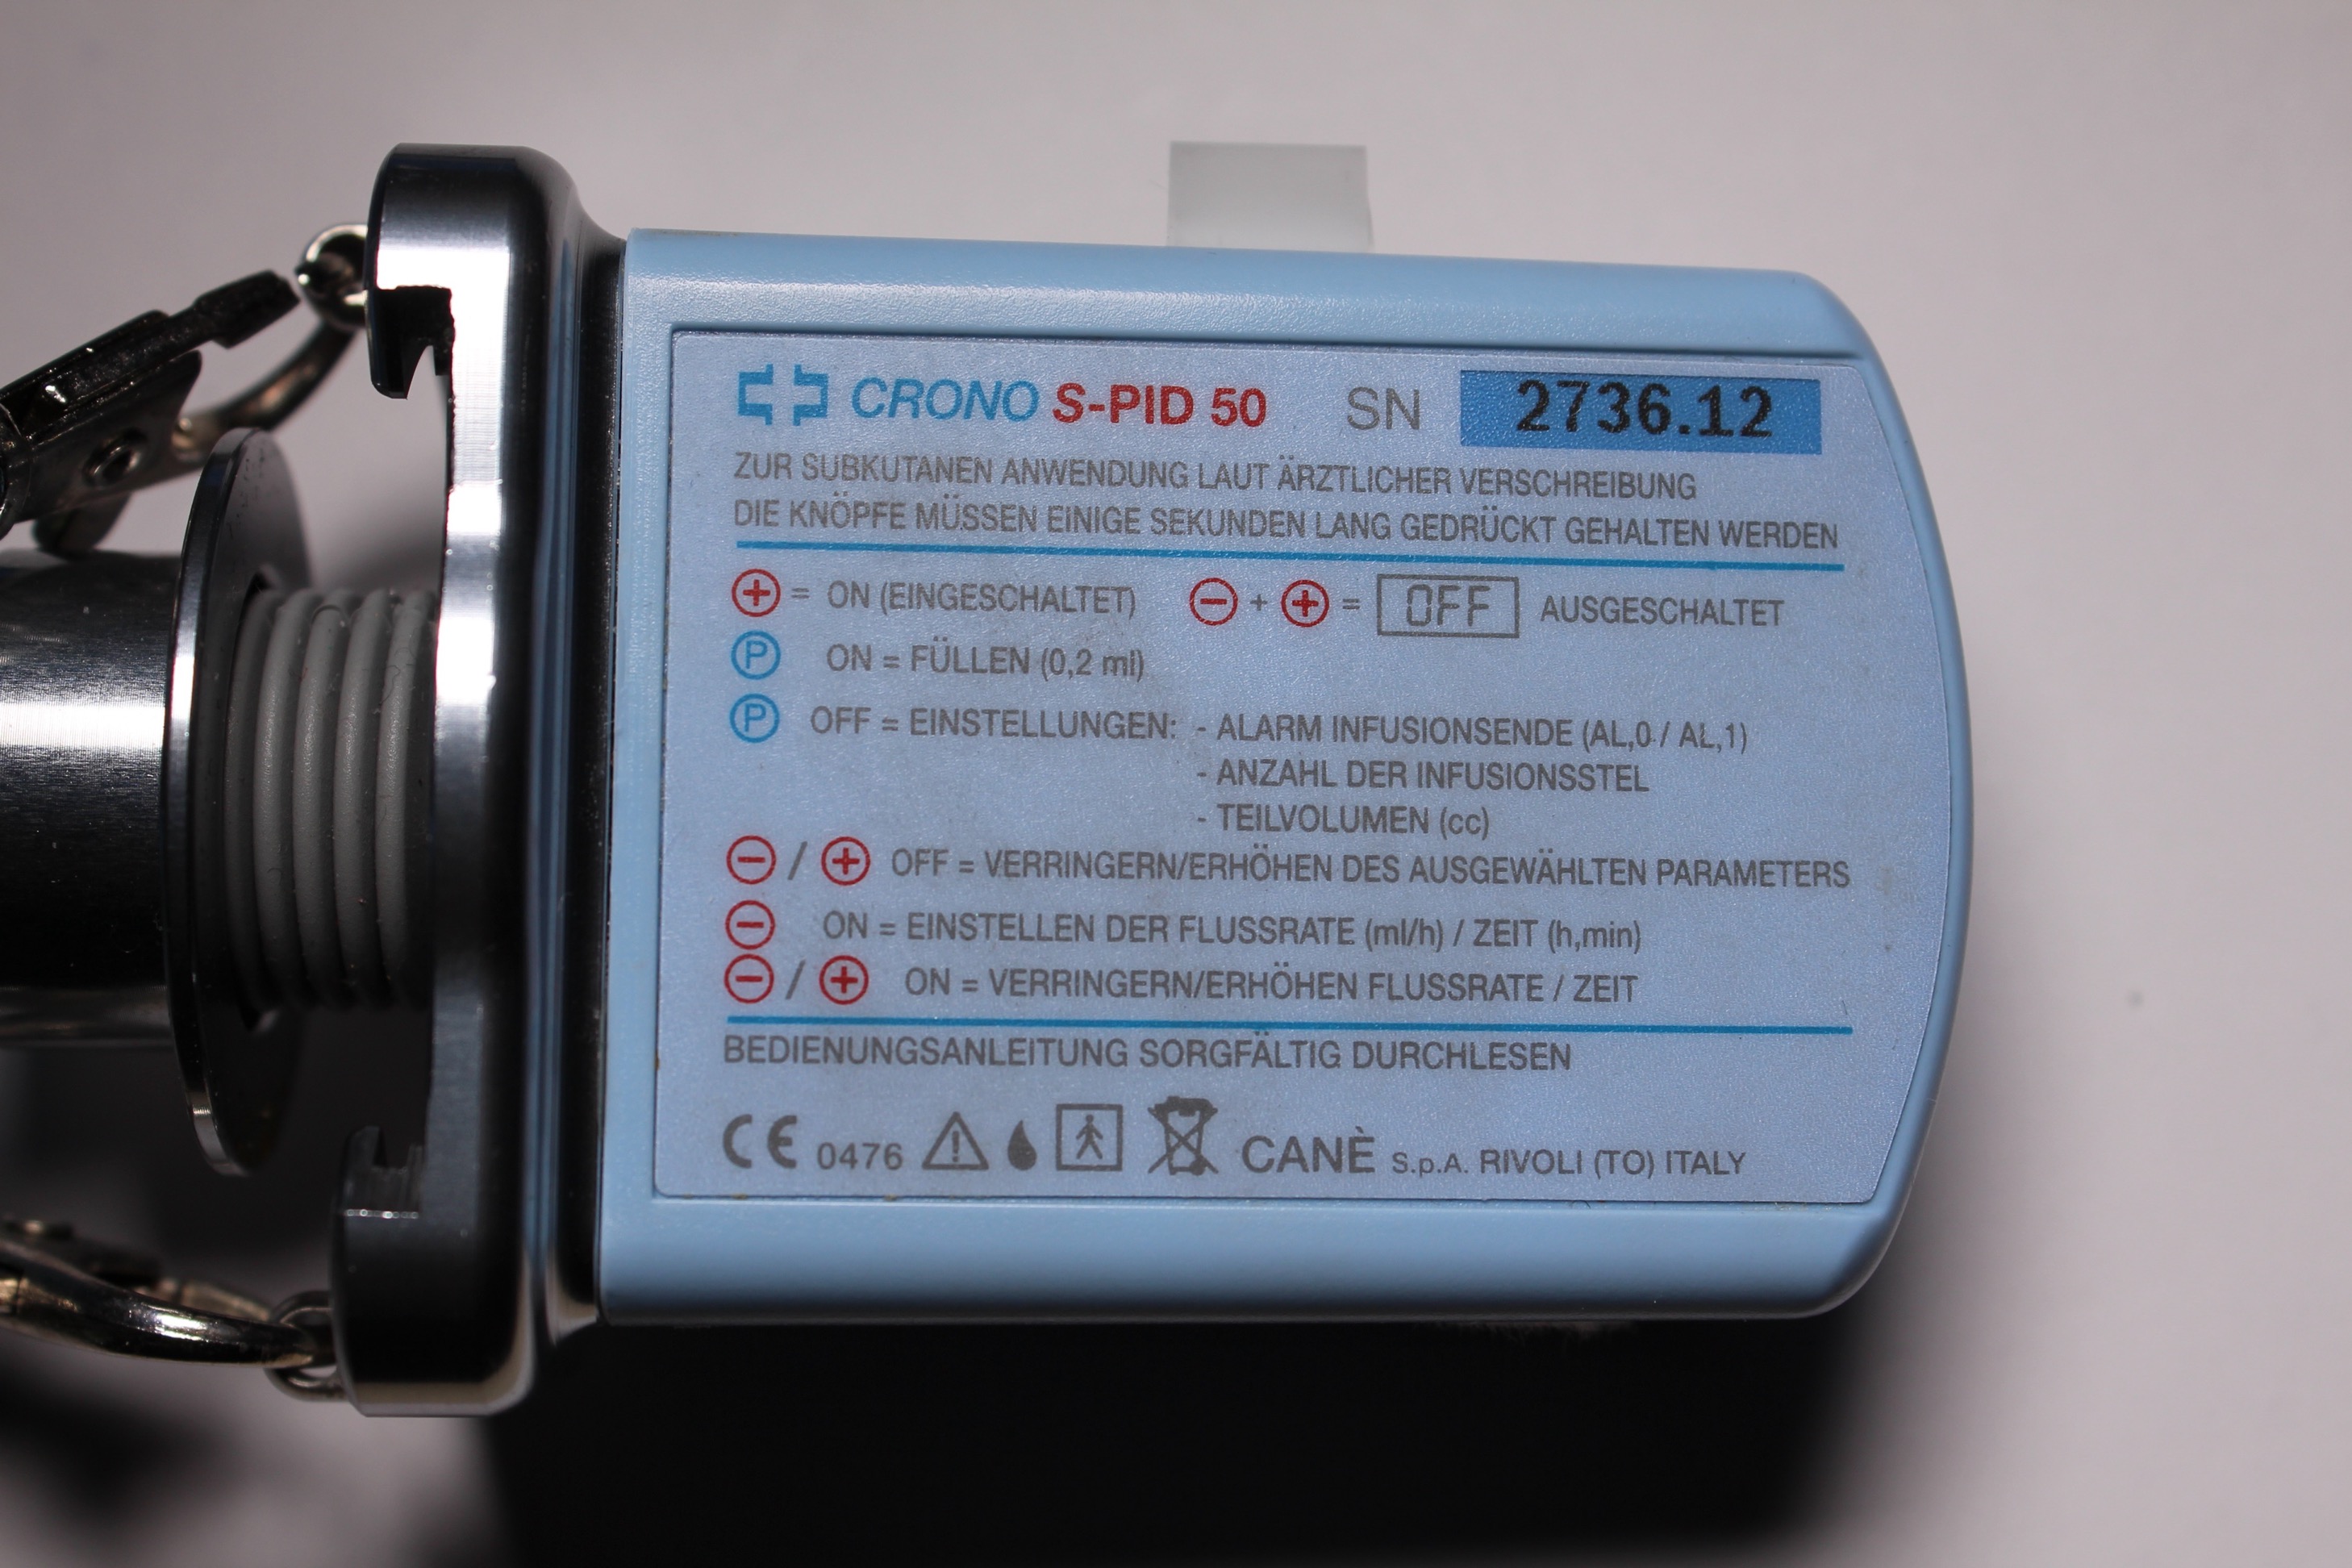 CRONO S-PID 50 SN 2736.12
ZUR SUBKUTANEN ANWENDUNG LAUT ÄRZTLICHER VERSCHREIBUNG
DIE KNÖPFE MÜSSEN EINIGE SEKUNDEN LANG GEDRÜCKT GEHALTEN WERDEN
+ = ON (EINGESCHALTET) - + + = OFF AUSGESCHALTET
P ON = FÜLLEN (0,2 ml)
P OFF = EINSTELLUNGEN: - ALARM INFUSIONSENDE (AL,0 / AL,1)
- ANZAHL DER INFUSIONSSTEL
- TEILVOLUMEN (cc)
- / + OFF = VERRINGERN/ERHÖHEN DES AUSGEWÄHLTEN PARAMETERS
- ON = EINSTELLEN DER FLUSSRATE (ml/h) / ZEIT (h,min)
- / + ON = VERRINGERN/ERHÖHEN FLUSSRATE / ZEIT
BEDIENUNGSANLEITUNG SORGFÄLTIG DURCHLESEN
CE 0476 CANÈ S.p.A. RIVOLI (TO) ITALY